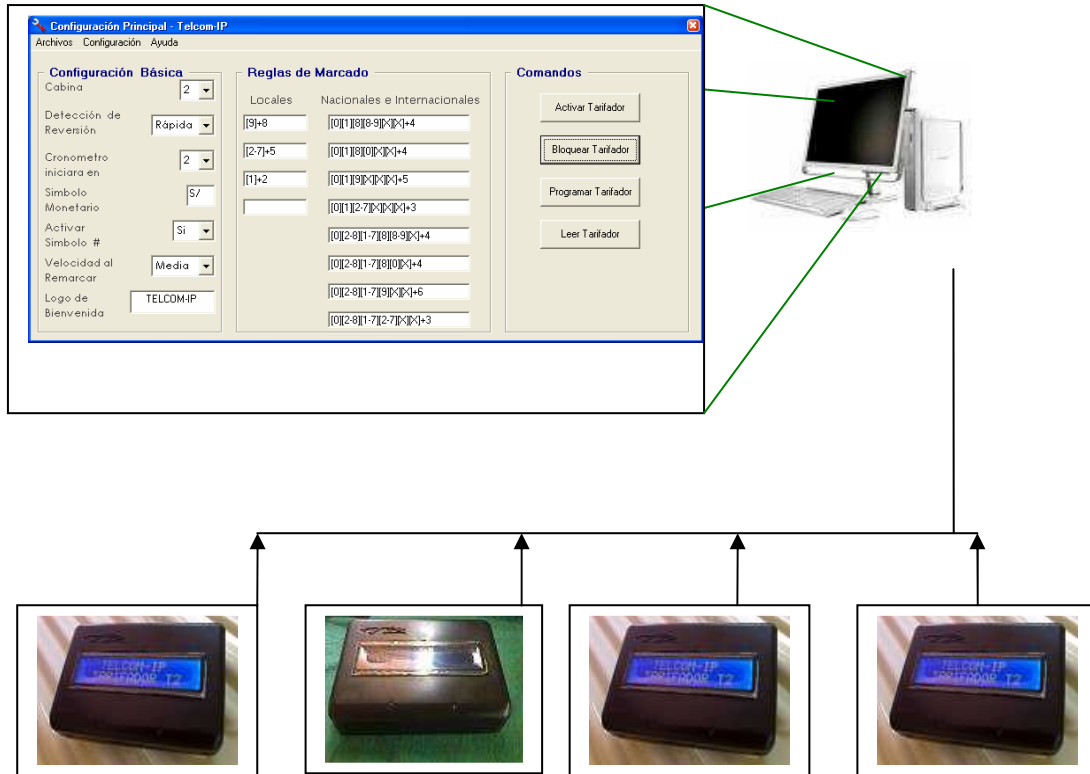 Configuración Principal - Telcom-IP
Archivos Configuración Ayuda
Configuración Básica
Cabina 2
Detección de
Reversión Rápida
Cronometro
iniciara en 2
Simbolo
Monetario S/
Activar
Simbolo # Si
Velocidad al
Remarcar Media
Logo de
Bienvenida TELCOM-IP
Reglas de Marcado
Locales Nacionales e Internacionales
[9]+8 [0][1][8][8-9][X][X]+4
[2-7]+5 [0][1][8][0][X][X]+4
[1]+2 [0][1][9][X][X][X]+5
[0][1][2-7][X][X][X]+3
[0][2-8][1-7][8][8-9][X]+4
[0][2-8][1-7][8][0][X]+4
[0][2-8][1-7][9][X][X]+6
[0][2-8][1-7][2-7][X][X]+3
Comandos
Activar Tarifador
Bloquear Tarifador
Programar Tarifador
Leer Tarifador
TELCOM-IP
TARIFADOR T2
TELCOM-IP
TARIFADOR T2
TELCOM-IP
TARIFADOR T2